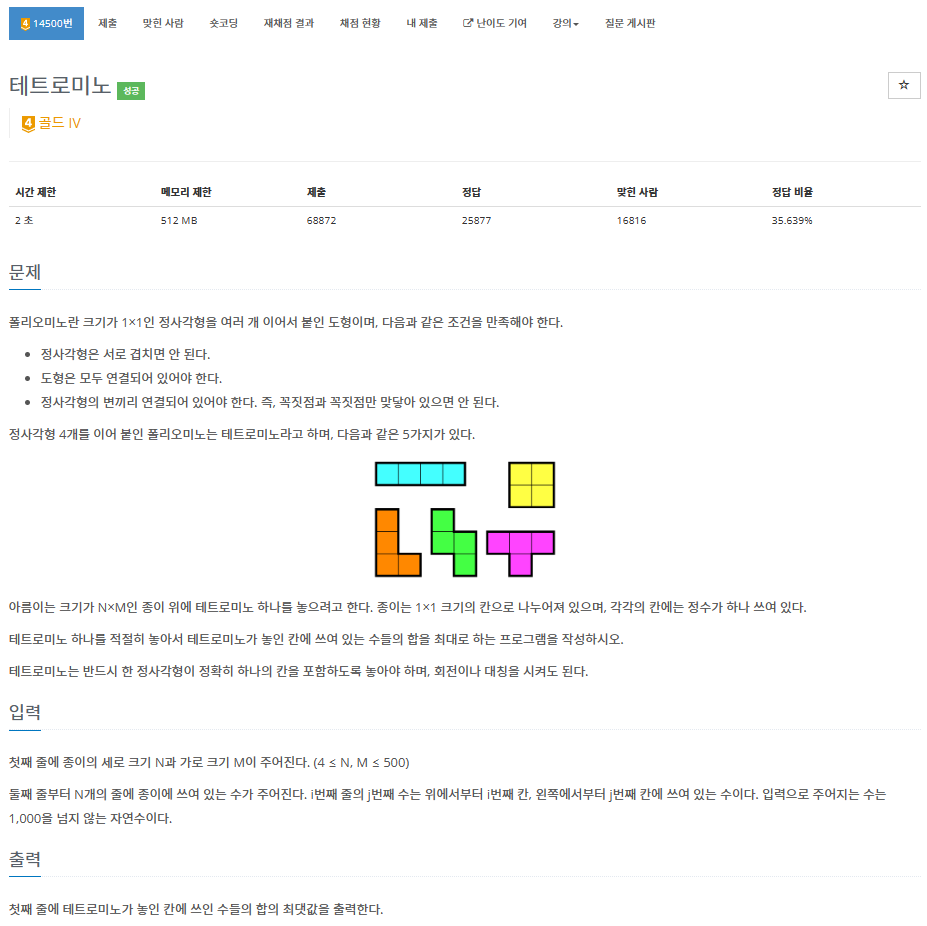 4 14500번 제출 맞힌 사람 숏코딩 재채점 결과 채점 현황 내 제출 난이도 기여 강의 질문 게시판
테트로미노 성공
4 골드 IV
시간 제한 메모리 제한 제출 정답 맞힌 사람 정답 비율
2 초 512 MB 68872 25877 16816 35.639%
문제
폴리오미노란 크기가 1×1인 정사각형을 여러 개 이어서 붙인 도형이며, 다음과 같은 조건을 만족해야 한다.
정사각형은 서로 겹치면 안 된다.
도형은 모두 연결되어 있어야 한다.
정사각형의 변끼리 연결되어 있어야 한다. 즉, 꼭짓점과 꼭짓점만 맞닿아 있으면 안 된다.
정사각형 4개를 이어 붙인 폴리오미노는 테트로미노라고 하며, 다음과 같은 5가지가 있다.
아름이는 크기가 N×M인 종이 위에 테트로미노 하나를 놓으려고 한다. 종이는 1×1 크기의 칸으로 나누어져 있으며, 각각의 칸에는 정수가 하나 쓰여 있다.
테트로미노 하나를 적절히 놓아서 테트로미노가 놓인 칸에 쓰여 있는 수들의 합을 최대로 하는 프로그램을 작성하시오.
테트로미노는 반드시 한 정사각형이 정확히 하나의 칸을 포함하도록 놓아야 하며, 회전이나 대칭을 시켜도 된다.
입력
첫째 줄에 종이의 세로 크기 N과 가로 크기 M이 주어진다. (4 ≤ N, M ≤ 500)
둘째 줄부터 N개의 줄에 종이에 쓰여 있는 수가 주어진다. i번째 줄의 j번째 수는 위에서부터 i번째 칸, 왼쪽에서부터 j번째 칸에 쓰여 있는 수이다. 입력으로 주어지는 수는
1,000을 넘지 않는 자연수이다.
출력
첫째 줄에 테트로미노가 놓인 칸에 쓰인 수들의 합의 최댓값을 출력한다.